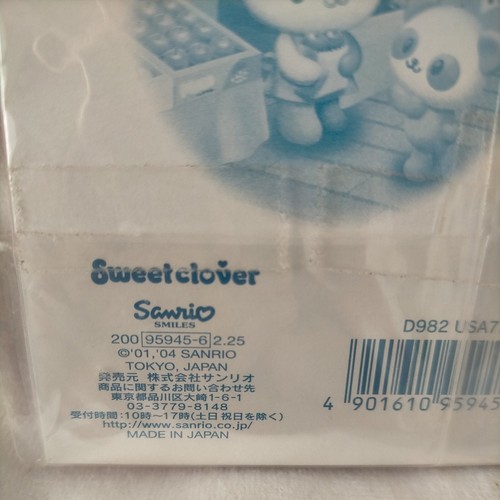 Sweetclover
Sanrio
SMILES
200 95945-6 2.25
©'01,'04 SANRIO
TOKYO, JAPAN
発売元 株式会社サンリオ
商品に関するお問い合わせ先
東京都品川区大崎1-6-1
03-3779-8148
受付時間:10時〜17時(土日祝日を除く)
http://www.sanrio.co.jp/
MADE IN JAPAN
D982 USA7
4 901610 95945